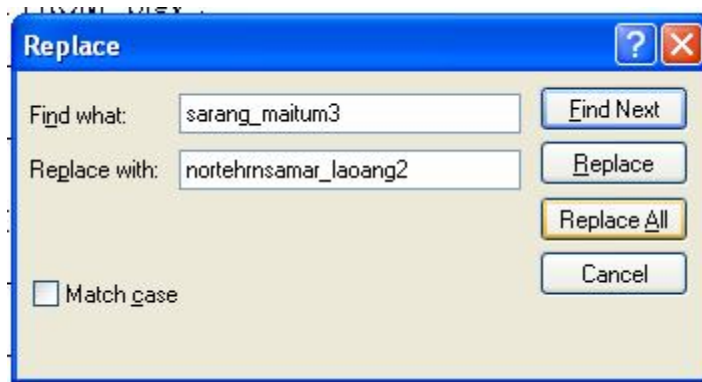 Replace
Find what: sarang_maitum3 Find Next
Replace with: nortehrnsamar_laoang2 Replace
Replace All
Cancel
Match case